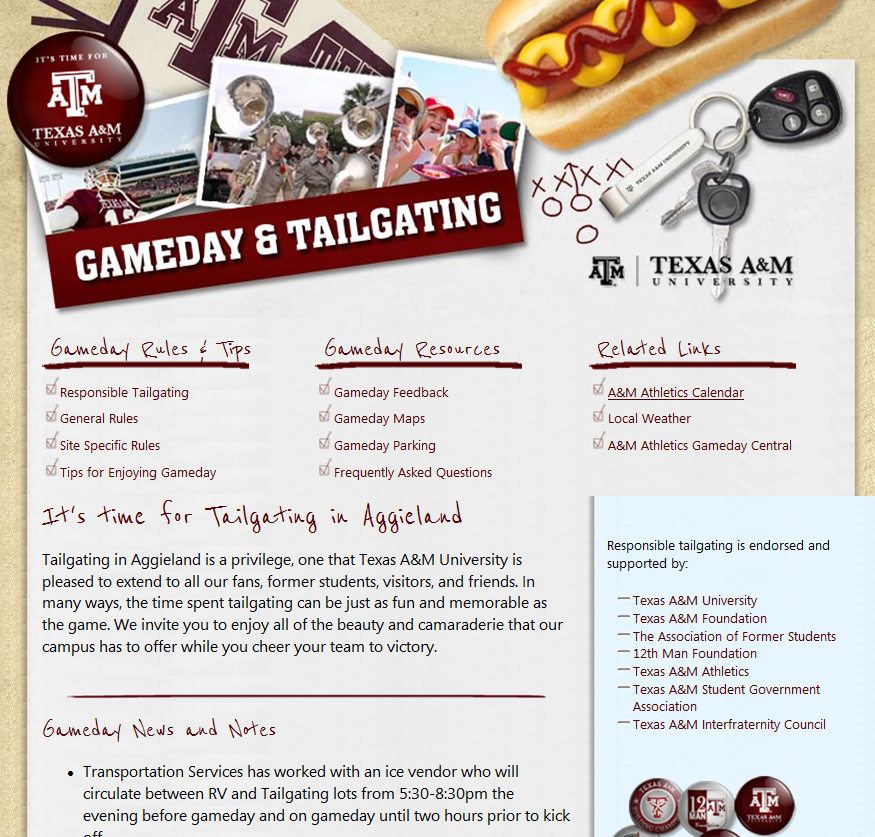 IT'S TIME FOR
ATM
TEXAS A&M
UNIVERSITY
ATM
GAMEDAY & TAILGATING
TEXAS A&M UNIVERSITY
X X X X
O O
O
ATM | TEXAS A&M
UNIVERSITY
Gameday Rules & Tips
Responsible Tailgating
General Rules
Site Specific Rules
Tips for Enjoying Gameday
Gameday Resources
Gameday Feedback
Gameday Maps
Gameday Parking
Frequently Asked Questions
Related Links
A&M Athletics Calendar
Local Weather
A&M Athletics Gameday Central
It's time for Tailgating in Aggieland
Tailgating in Aggieland is a privilege, one that Texas A&M University is
pleased to extend to all our fans, former students, visitors, and friends. In
many ways, the time spent tailgating can be just as fun and memorable as
the game. We invite you to enjoy all of the beauty and camaraderie that our
campus has to offer while you cheer your team to victory.
Gameday News and Notes
• Transportation Services has worked with an ice vendor who will
circulate between RV and Tailgating lots from 5:30-8:30pm the
evening before gameday and on gameday until two hours prior to kick
off
Responsible tailgating is endorsed and
supported by:
Texas A&M University
Texas A&M Foundation
The Association of Former Students
12th Man Foundation
Texas A&M Athletics
Texas A&M Student Government
Association
Texas A&M Interfraternity Council
12 ATM
MAN
ATM